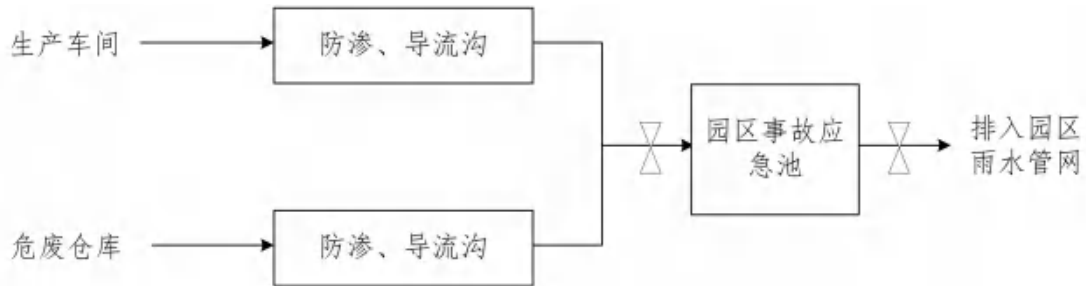 生产车间
防渗、导流沟
园区事故应
急池
排入园区
雨水管网
危废仓库
防渗、导流沟